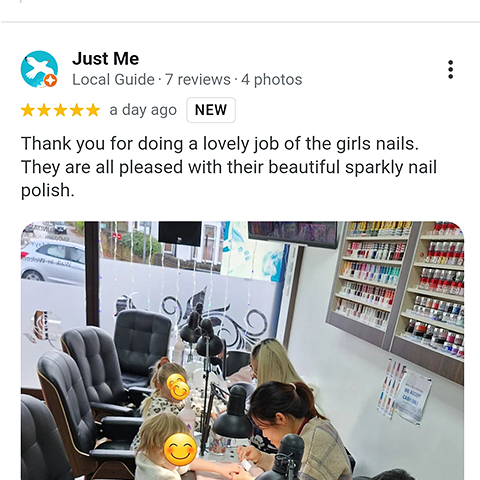 Just Me
Local Guide · 7 reviews · 4 photos
a day ago NEW
Thank you for doing a lovely job of the girls nails.
They are all pleased with their beautiful sparkly nail
polish.